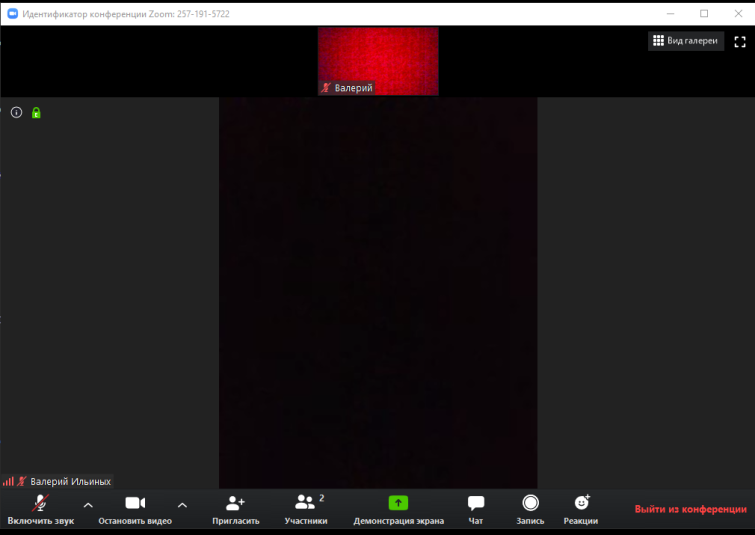 Идентификатор конференции Zoom: 257-191-5722
Вид галереи
Валерий
Валерий Ильиных
2
Включить звук
Остановить видео
Пригласить
Участники
Демонстрация экрана
Чат
Запись
Реакции
Выйти из конференции